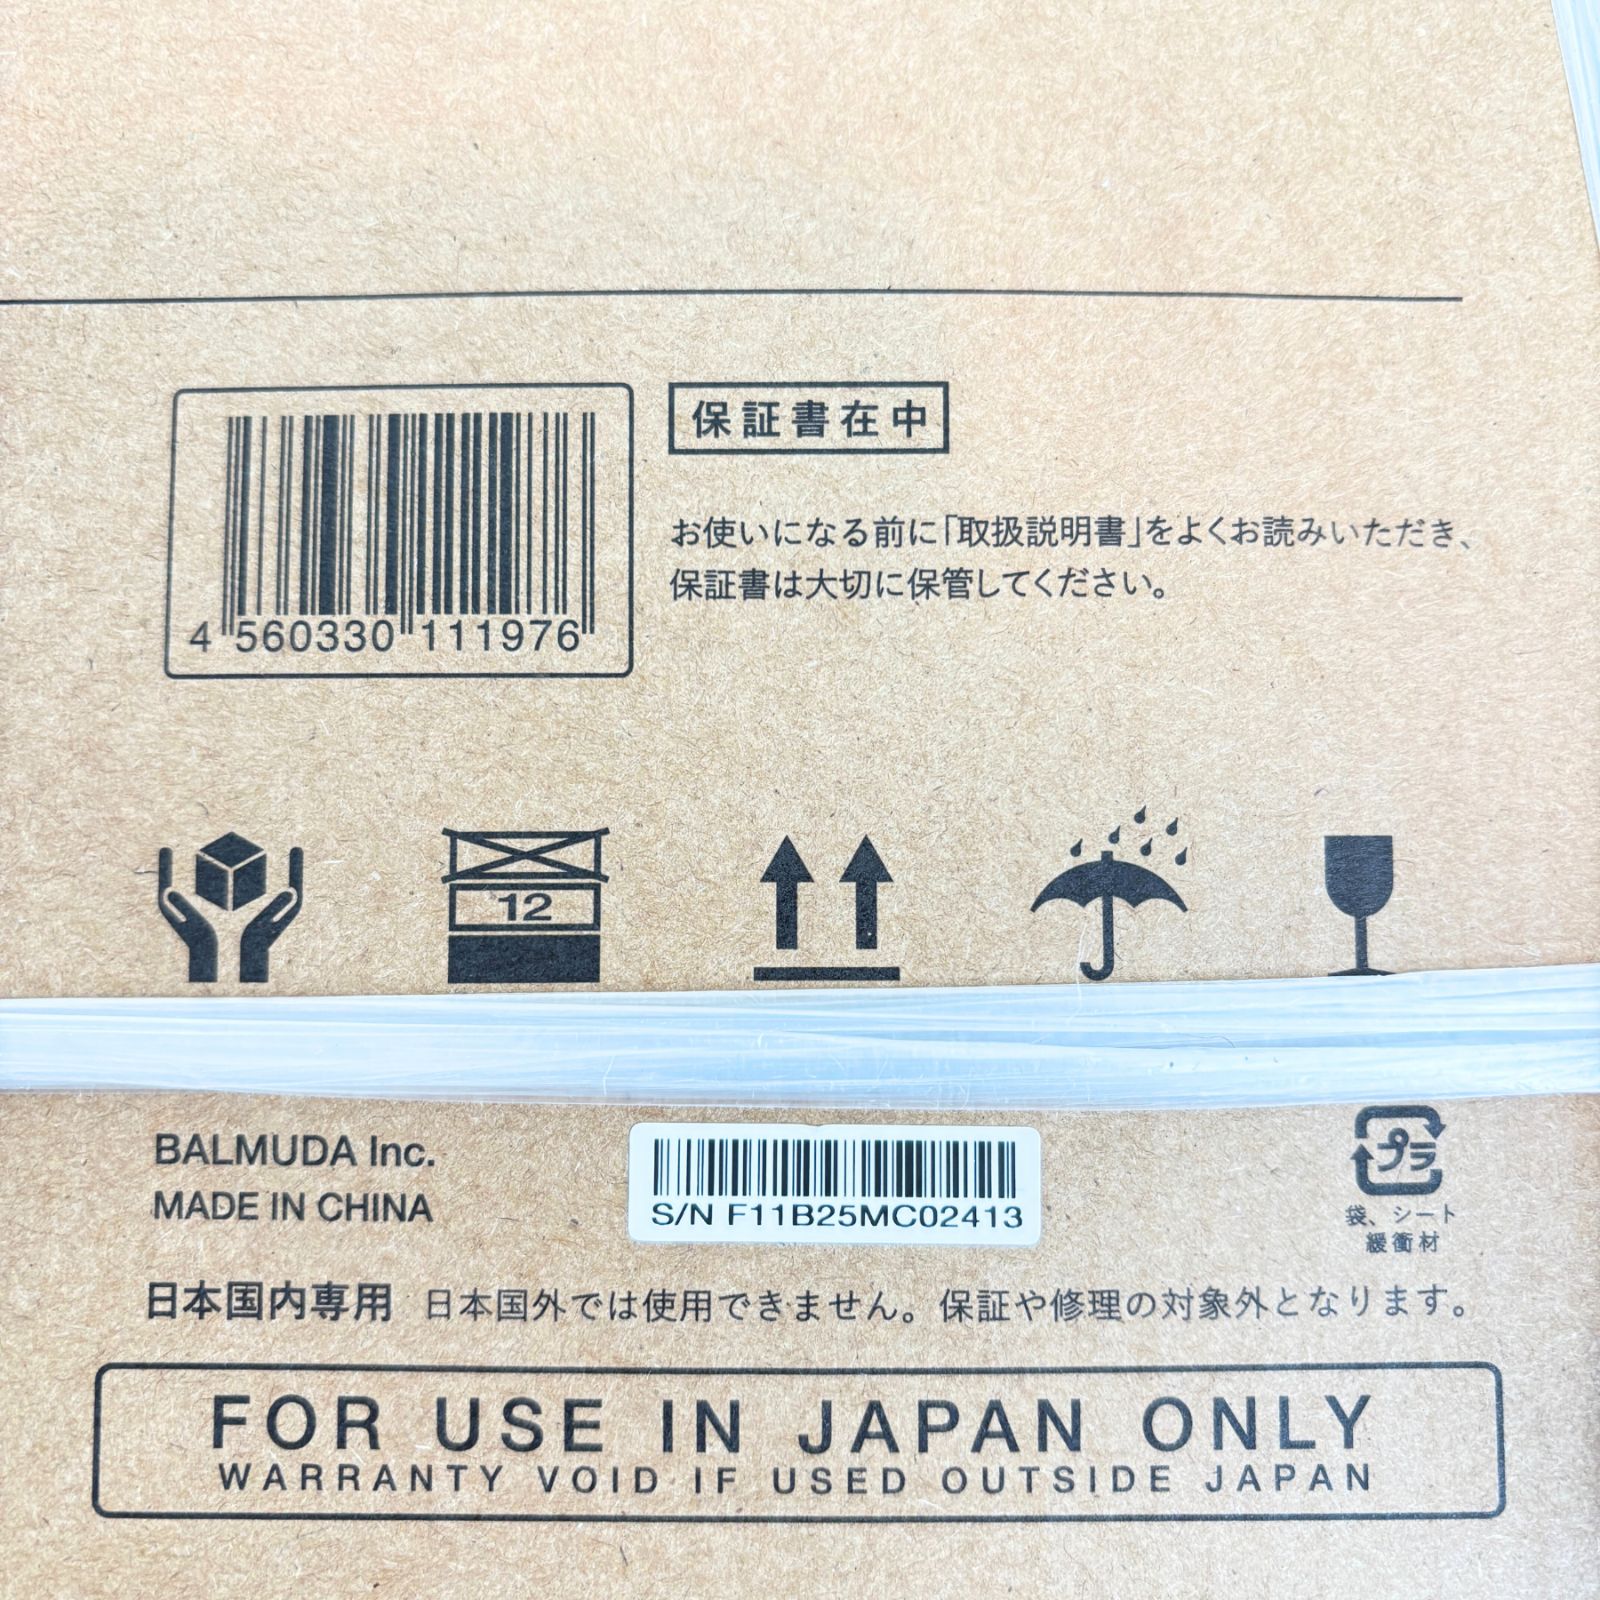 4 560330 111976
保証書在中
お使いになる前に「取扱説明書」をよくお読みいただき、
保証書は大切に保管してください。
12
BALMUDA Inc.
MADE IN CHINA
S/N F11B25MC02413
プラ
袋、シート
緩衝材
日本国内専用 日本国外では使用できません。保証や修理の対象外となります。
FOR USE IN JAPAN ONLY
WARRANTY VOID IF USED OUTSIDE JAPAN